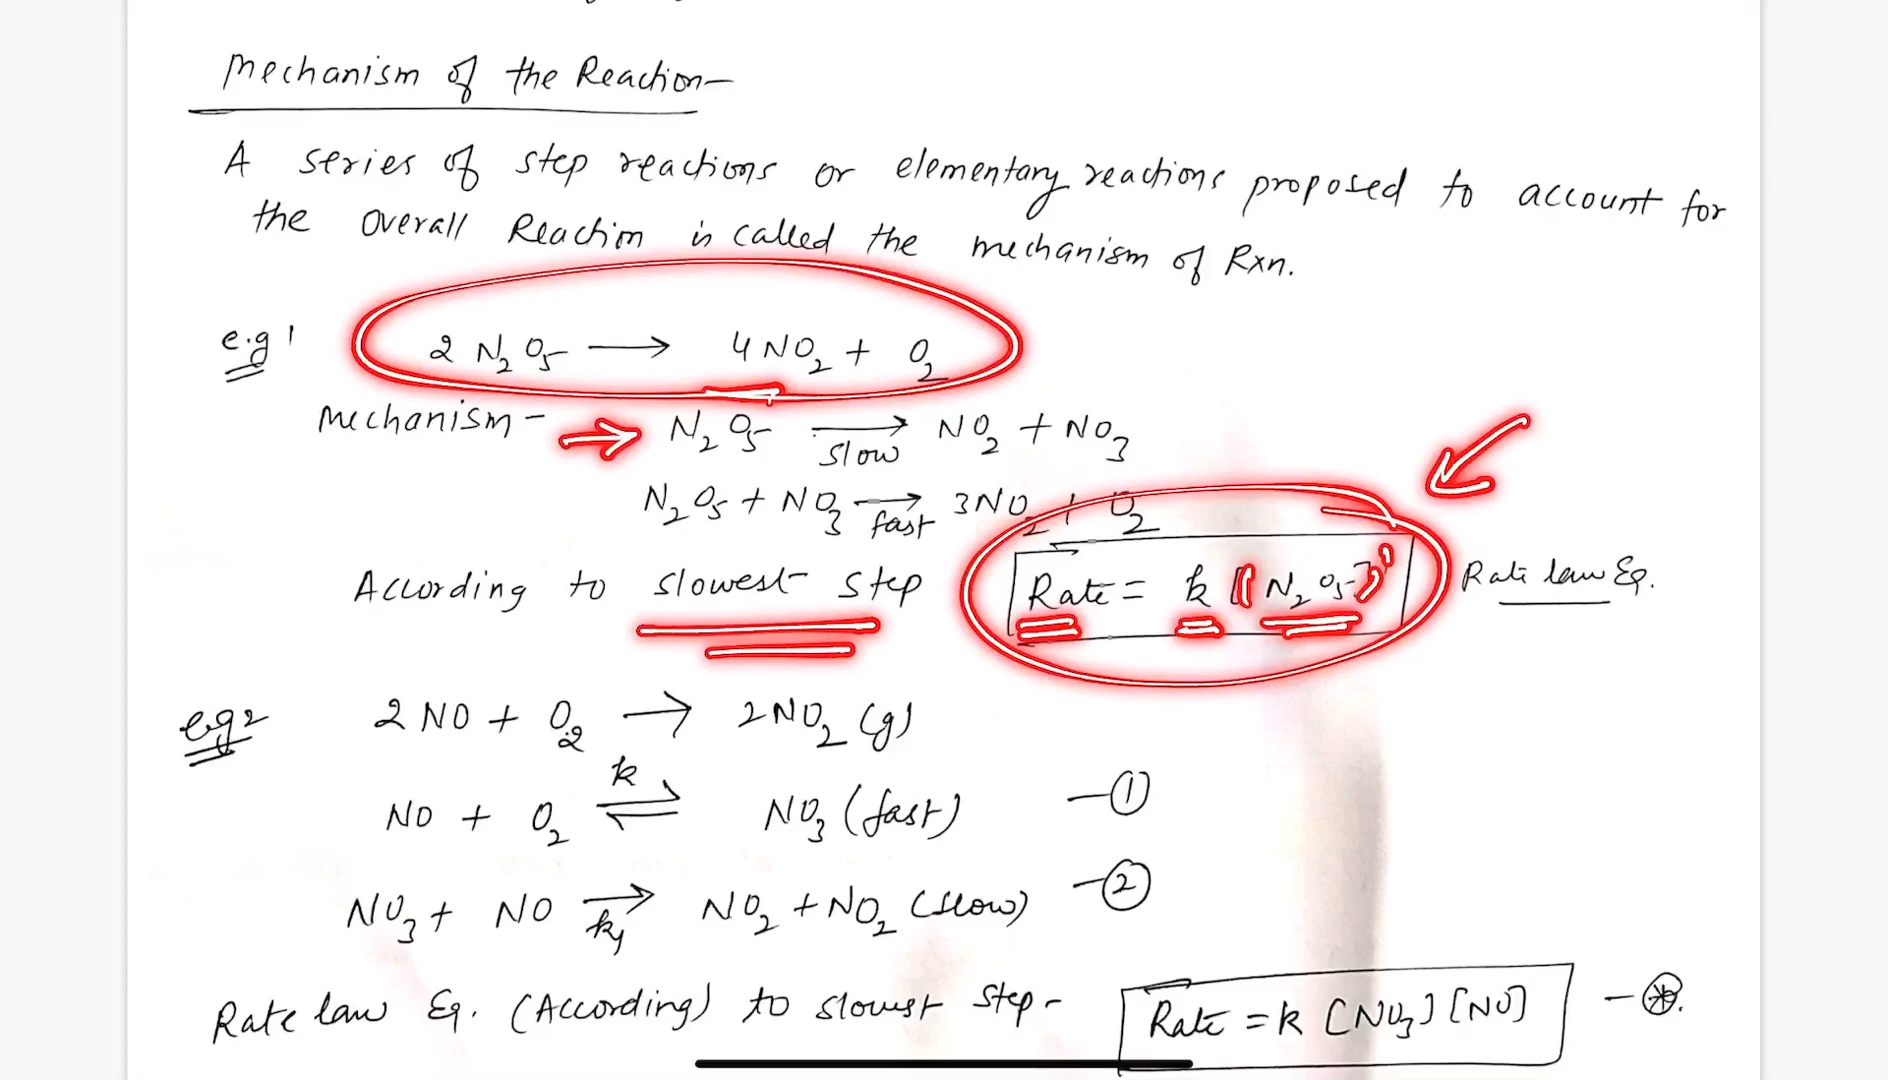 Mechanism of the Reaction-
A series of step reactions or elementary reactions proposed to account for
the overall Reaction is called the mechanism of Rxn.
e.g 1 2 N₂O₅ ⟶ 4NO₂ + O₂
Mechanism - N₂O₅ ⟶ slow NO₂ + NO₃
N₂O₅ + NO₃ ⟶ fast 3NO₂ + O₂
According to slowest step Rate = k [N₂O₅]¹ Rate law Eq.
e.g 2 2 NO + O₂ ⟶ 2NO₂ (g)
NO + O₂ ⇌ k NO₃ (fast) -①
NO₃ + NO ⟶ k₁ NO₂ + NO₂ (slow) -②
Rate law Eq. (According) to slowest step- Rate = k [NO₃] [NO] -⊛.